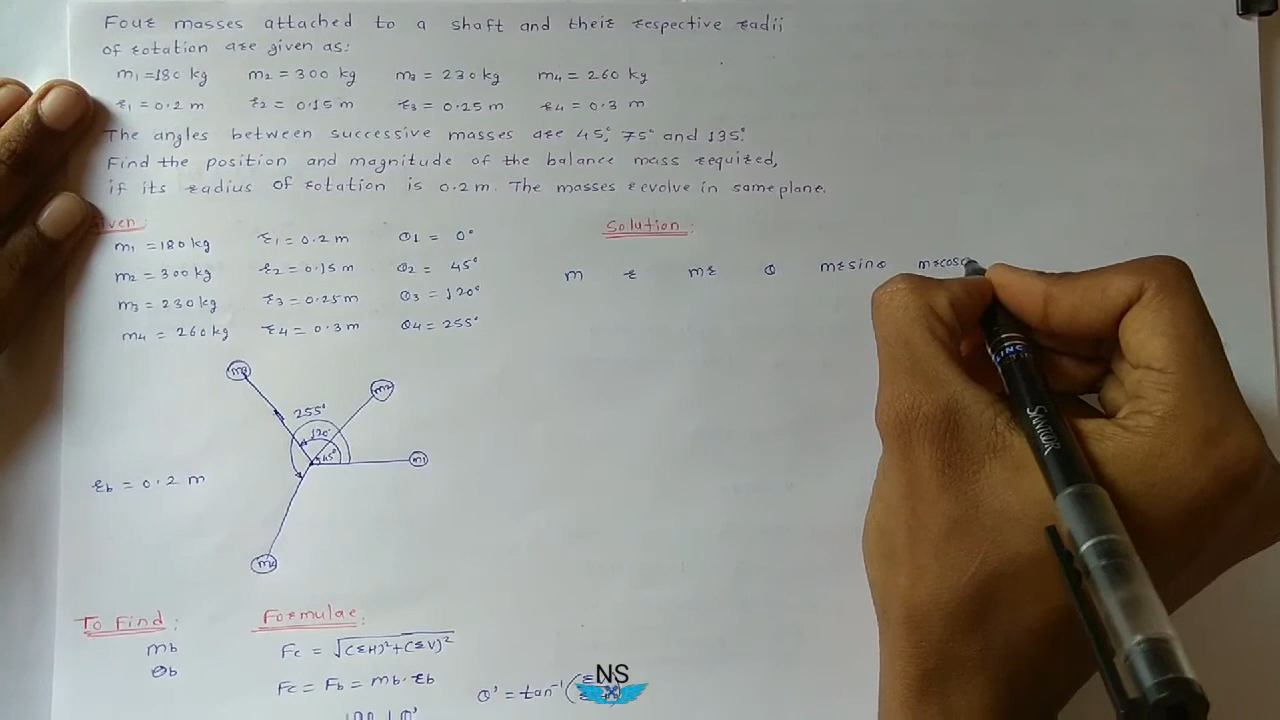 Four masses attached to a shaft and their respective radii
of rotation are given as:
m1 = 180 kg m2 = 300 kg m3 = 230 kg m4 = 260 kg
r1 = 0.2 m r2 = 0.15 m r3 = 0.25 m r4 = 0.3 m
The angles between successive masses are 45°, 75° and 135°.
Find the position and magnitude of the balance mass required,
if its radius of rotation is 0.2 m. The masses revolve in same plane.
Given:
m1 = 180 kg r1 = 0.2 m θ1 = 0°
m2 = 300 kg r2 = 0.15 m θ2 = 45°
m3 = 230 kg r3 = 0.25 m θ3 = 120°
m4 = 260 kg r4 = 0.3 m θ4 = 255°
m3
m2
255°
120°
45°
m1
m4
rb = 0.2 m
To Find:
mb
θb
Formulae:
Fc = √(ΣH)²+(ΣV)²
Fc = Fb = mb · rb
θ' = tan⁻¹
NS
Solution:
m r mr θ mrsinθ mrcosθ